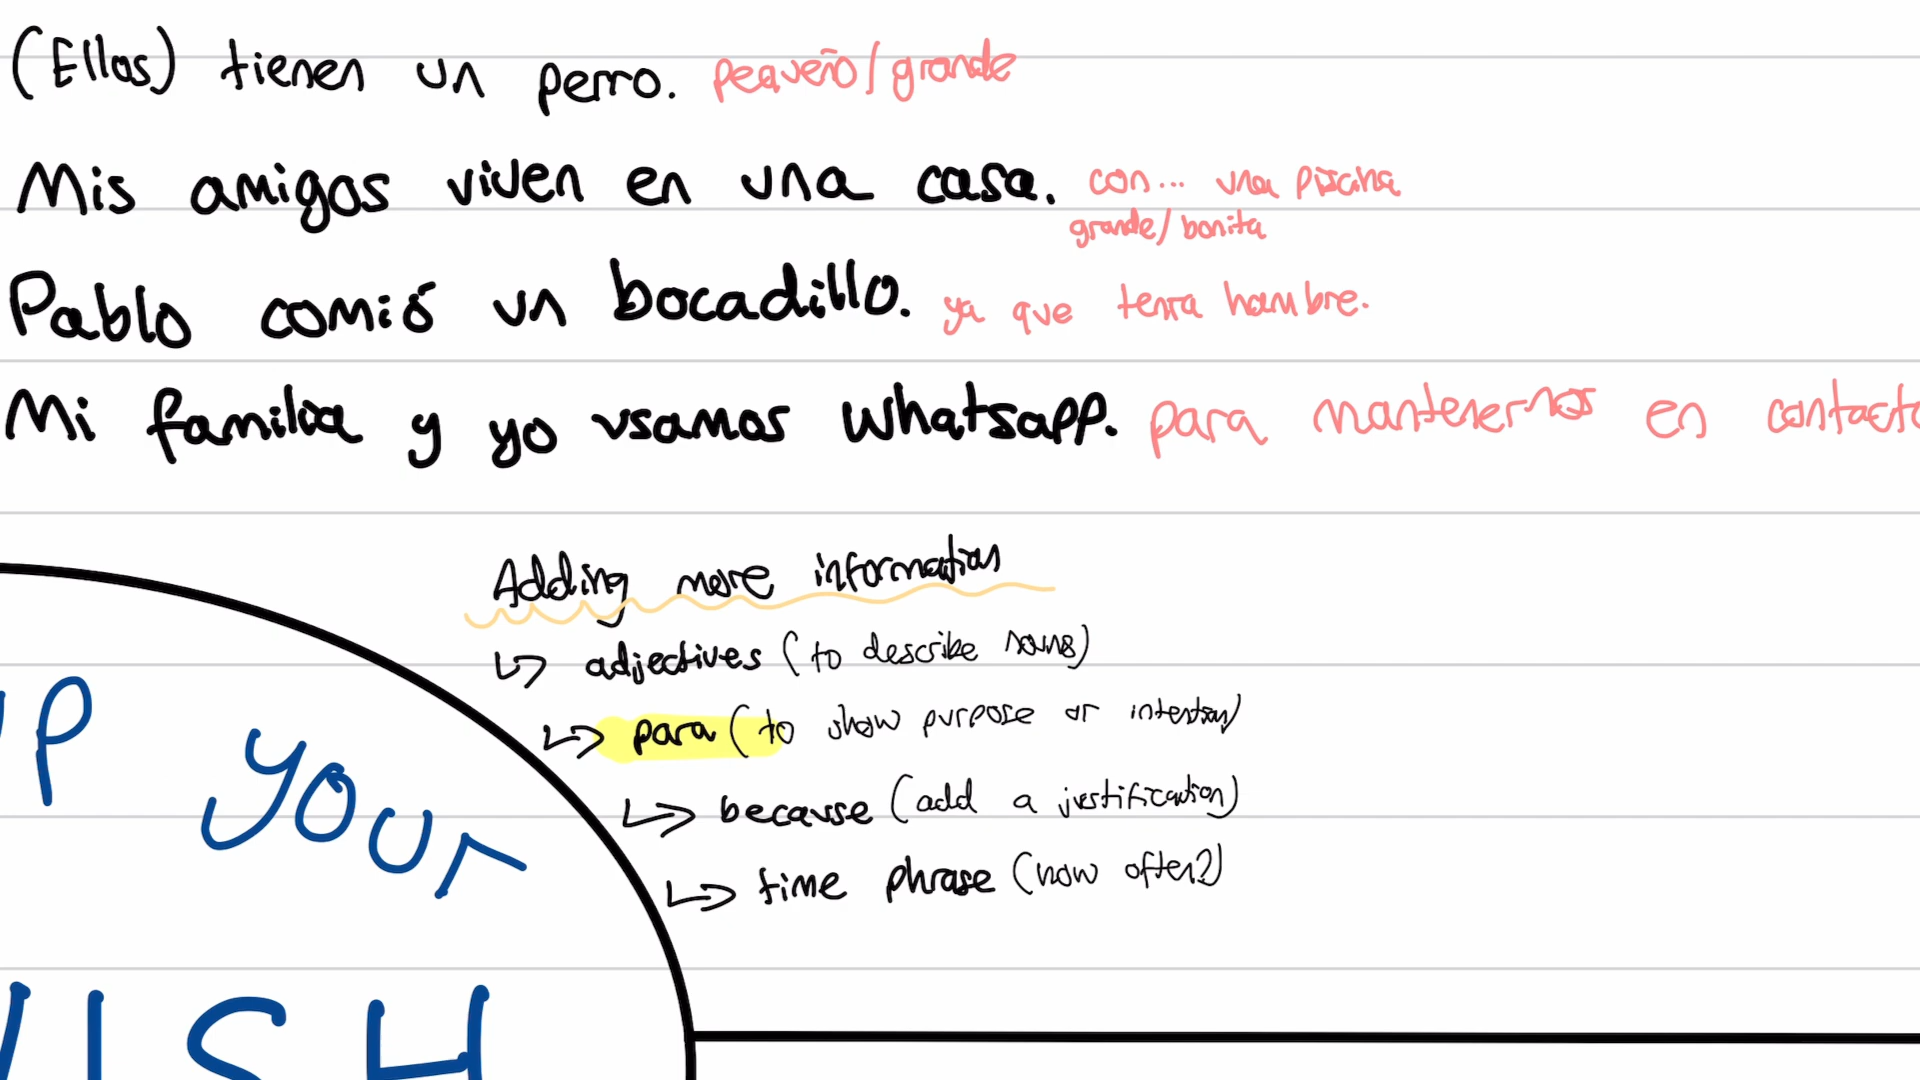 (Ellos) tienen un perro. pequeño/grande
Mis amigos viven en una casa. con... una piscina
grande/bonita
Pablo comió un bocadillo. ya que tenía hambre.
Mi familia y yo usamos whatsapp. para mantenernos en contacto
Adding more information
↳ adjectives (to describe nouns)
↳ para (to show purpose or intention)
↳ because (add a justification)
↳ time phrase (how often?)
UP your
ISH